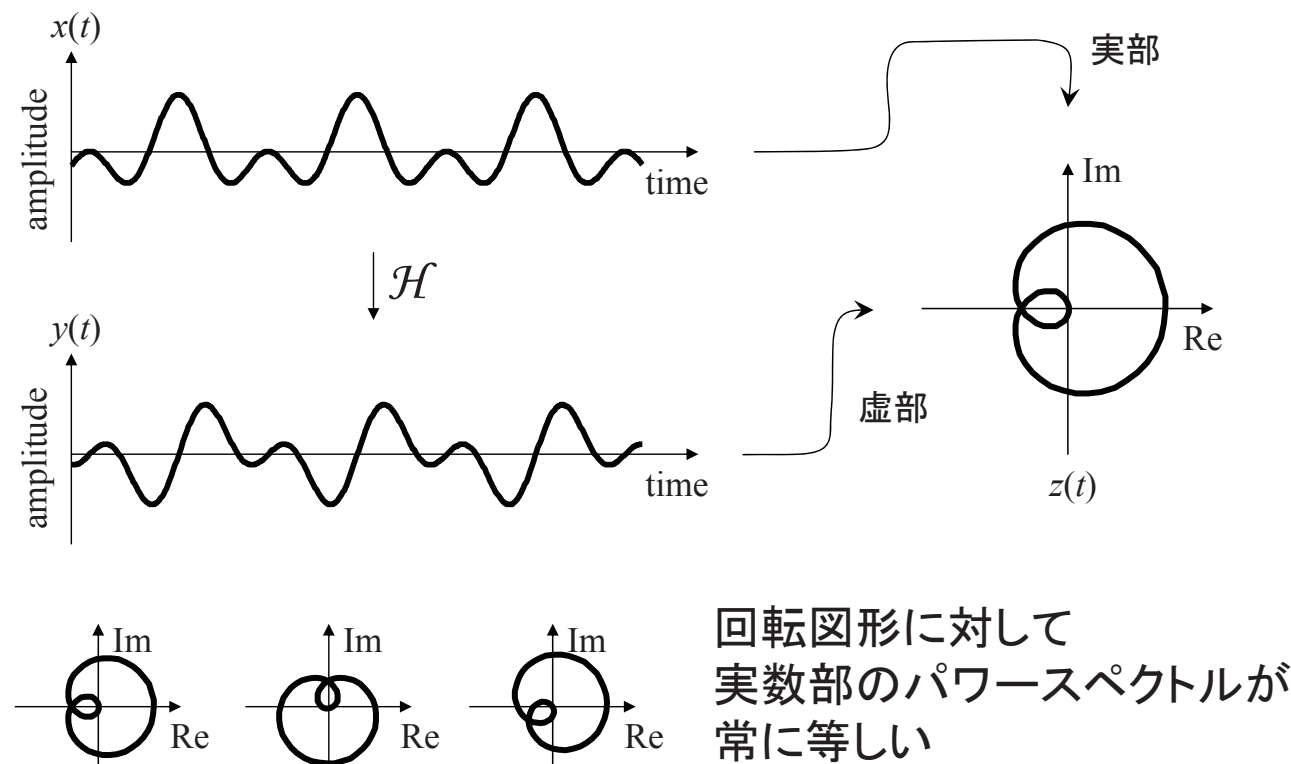 x(t)
amplitude
time
実部
H
Im
Re
z(t)
y(t)
amplitude
time
虚部
Im
Re
Im
Re
Im
Re
回転図形に対して
実数部のパワースペクトルが
常に等しい